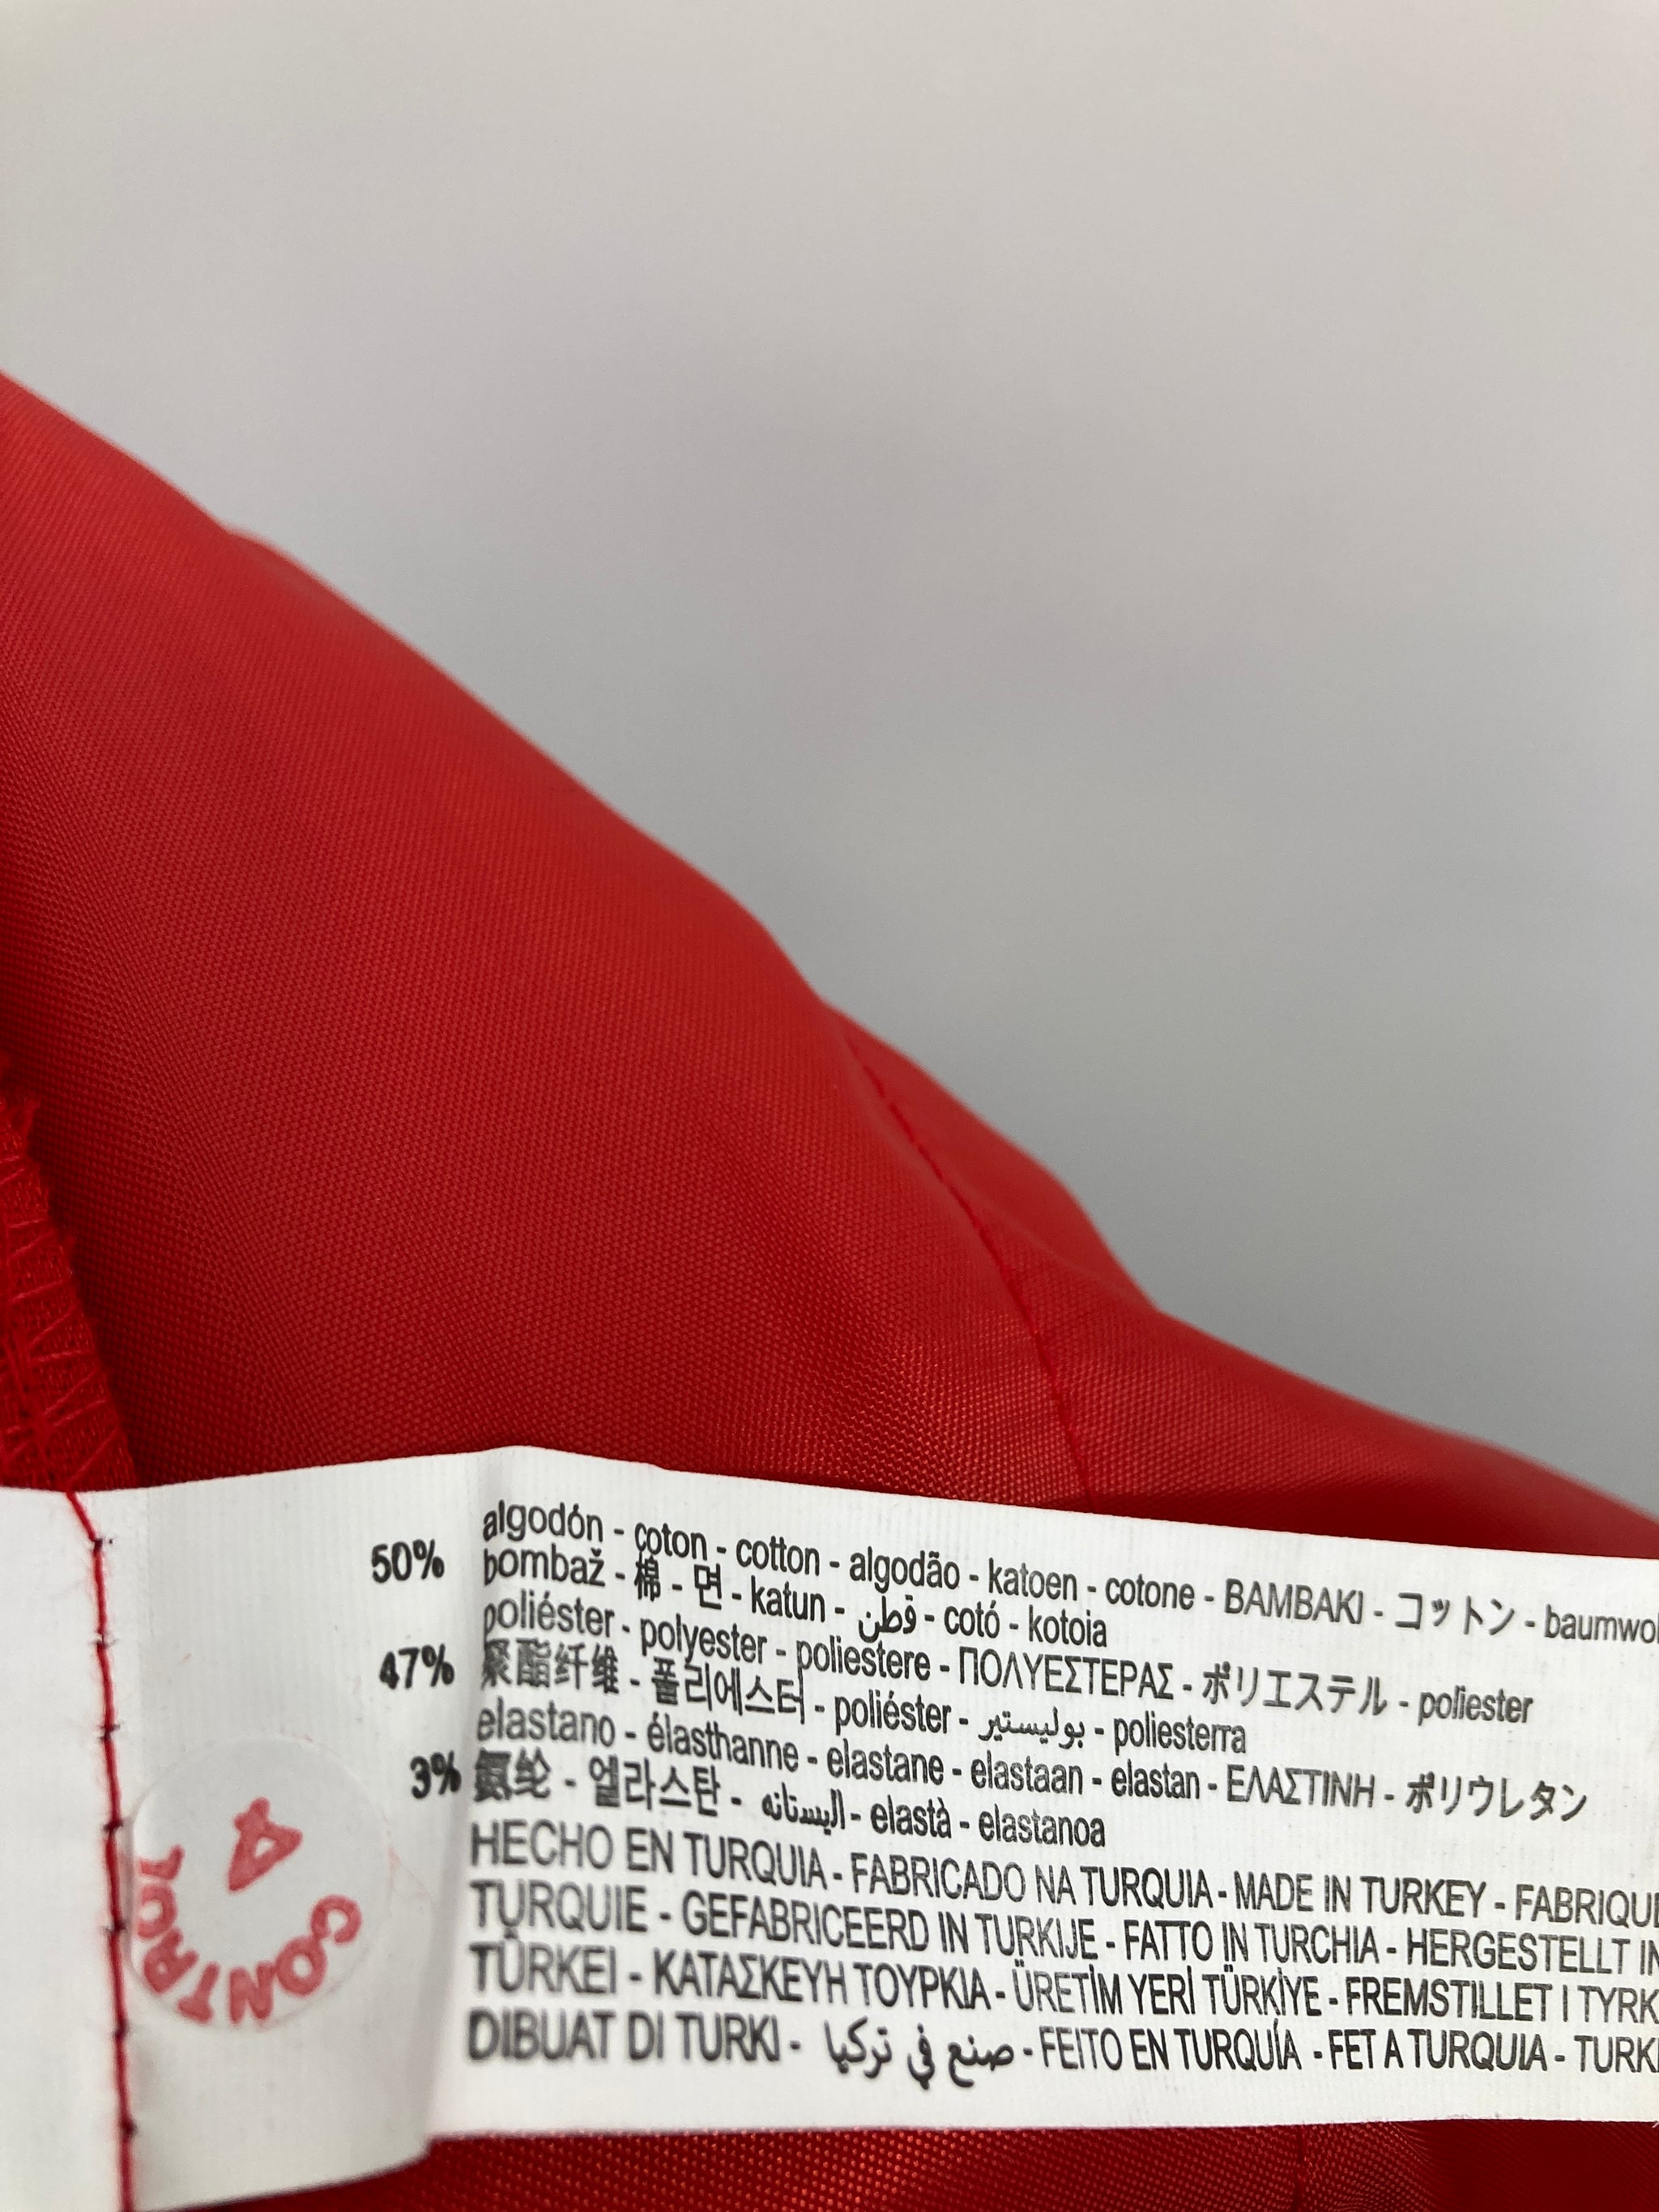 50% algodón - coton - cotton - algodão - katoen - cotone - BAMBAKI - コットン - baumwol
bombaž - 棉 - 면 - katun - قطن - cotó - kotoia
poliéster - polyester - poliestere - ΠΟΛΥΕΣΤΕΡΑΣ - ポリエステル - poliester
47% 聚酯纤维 - 폴리에스터 - poliéster - بوليستير - poliesterra
elastano - élasthanne - elastane - elastaan - elastan - ΕΛΑΣΤΙΝΗ - ポリウレタン
3% 氨纶 - 엘라스탄 - اليستانه - elastà - elastanoa
HECHO EN TURQUIA - FABRICADO NA TURQUIA - MADE IN TURKEY - FABRIQUE
TURQUIE - GEFABRICEERD IN TURKIJE - FATTO IN TURCHIA - HERGESTELLT IN
TÜRKEI - ΚΑΤΑΣΚΕΥΗ ΤΟΥΡΚΙΑ - ÜRETİM YERİ TÜRKİYE - FREMSTILLET I TYRK
DIBUAT DI TURKI - صنع في تركيا - FEITO EN TURQUÍA - FET A TURQUIA - TURKI
4
CONTROL